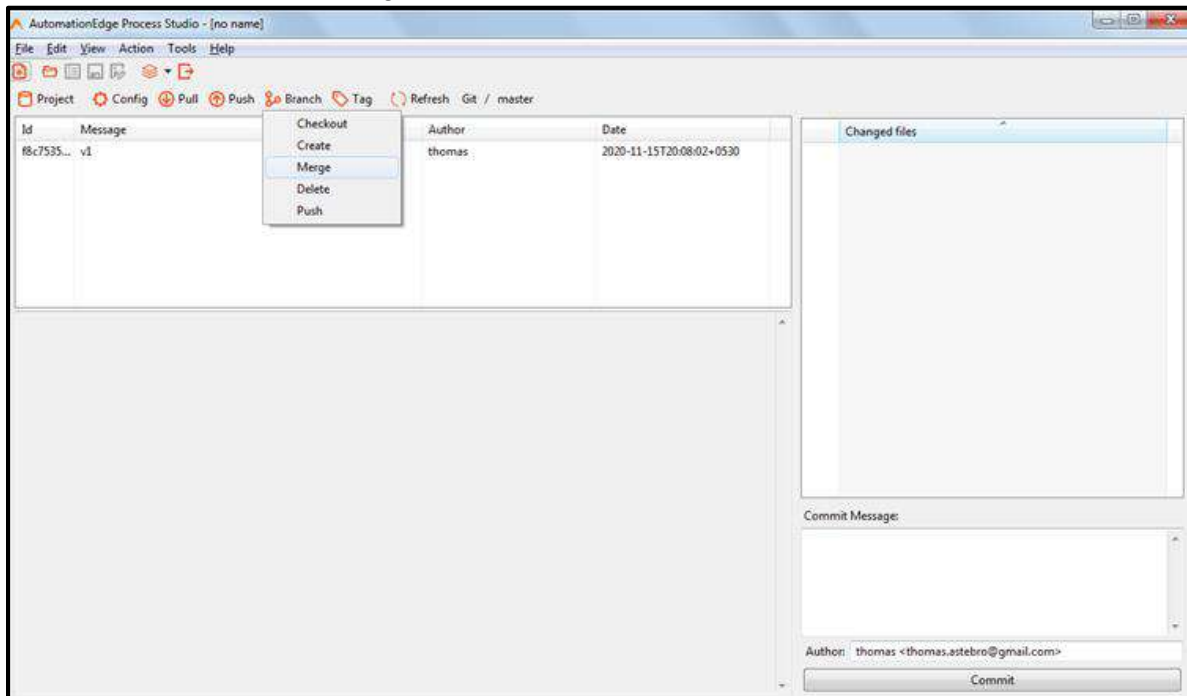 AutomationEdge Process Studio - [no name]
File Edit View Action Tools Help
Project Config Pull Push Branch Tag Refresh Git / master
Id Message Author Date
f8c7535... v1 thomas 2020-11-15T20:08:02+0530
Checkout
Create
Merge
Delete
Push
Changed files
Commit Message:
Author: thomas <thomas.astebro@gmail.com>
Commit